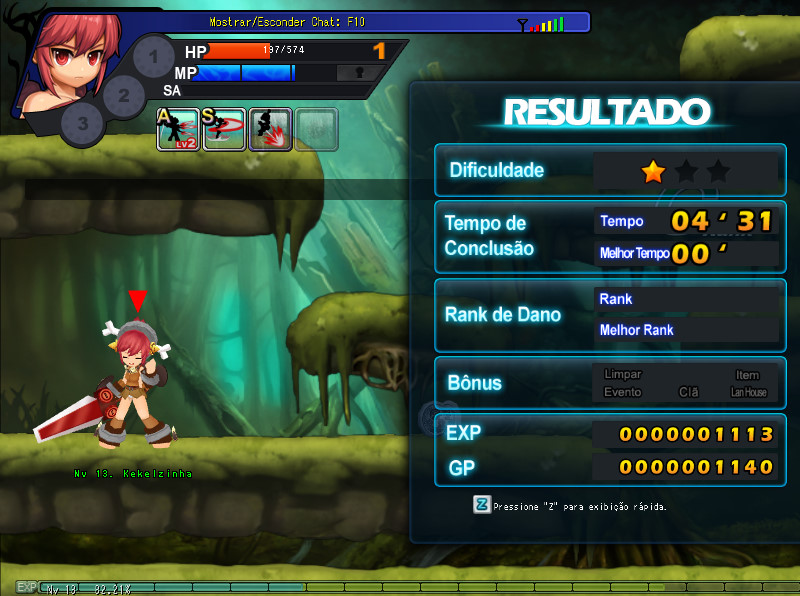 Mostrar/Esconder Chat: F10
1
HP 197/574 1
MP
2
SA
3
A S
Lv2
RESULTADO
Dificuldade
Tempo de Conclusão
Tempo 04 ‘ 31
Melhor Tempo 00 ‘
Rank de Dano
Rank
Melhor Rank
Bônus
Limpar Item
Evento Clã Lan House
EXP 0000001113
GP 0000001140
Z Pressione "Z" para exibição rápida.
Nv 13. Kekelzinha
EXP Nv 13 92.21%